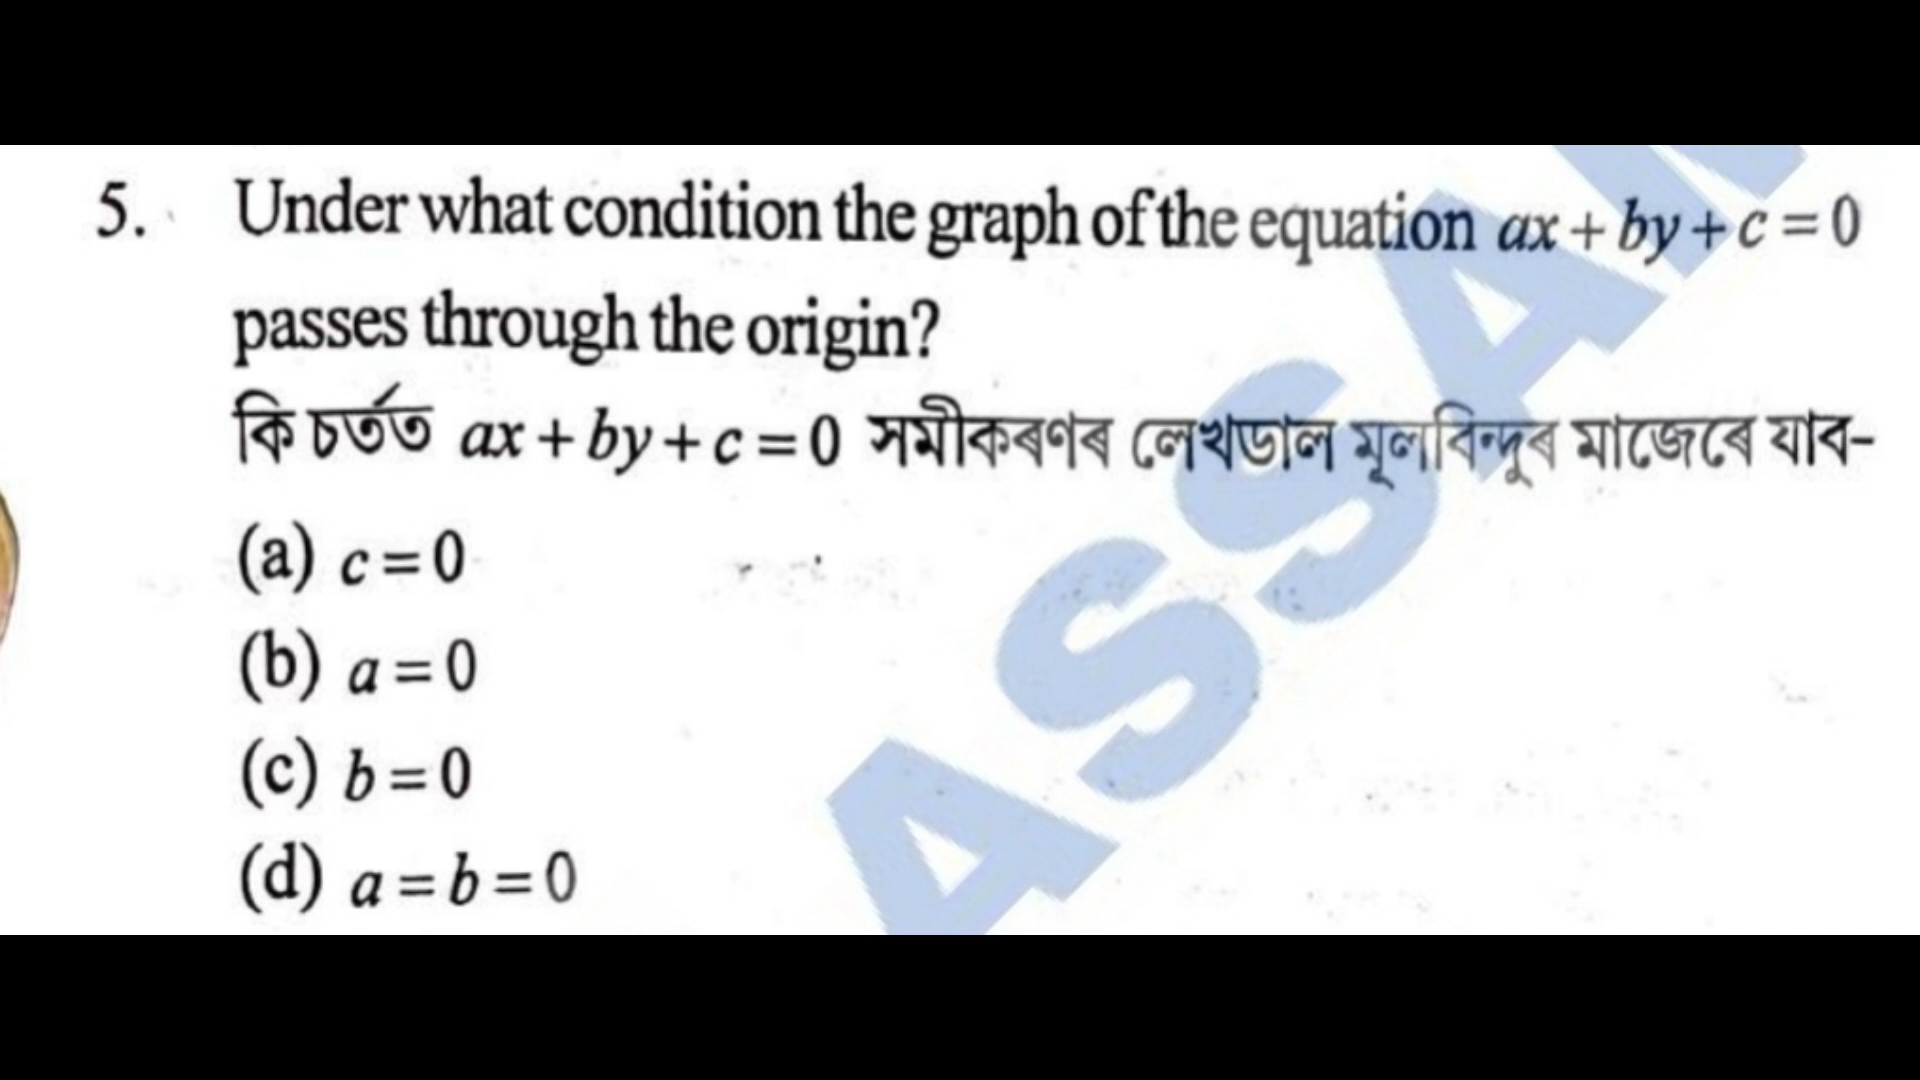 5. Under what condition the graph of the equation ax + by + c = 0
passes through the origin?
কি চৰ্তত ax + by + c = 0 সমীকৰণৰ লেখডাল মূলবিন্দুৰ মাজেৰে যাব-
(a) c = 0
(b) a = 0
(c) b = 0
(d) a = b = 0
ASSAM